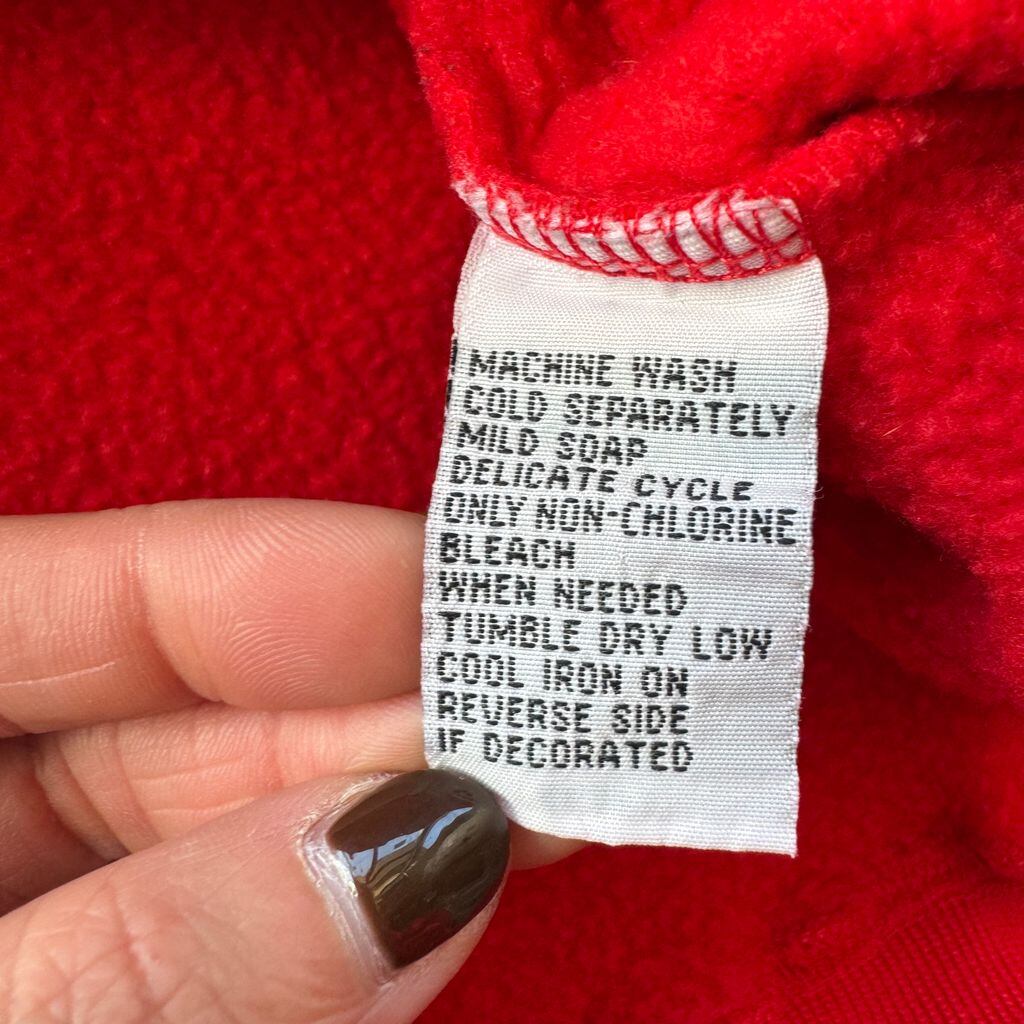 MACHINE WASH
COLD SEPARATELY
MILD SOAP
DELICATE CYCLE
ONLY NON-CHLORINE
BLEACH
WHEN NEEDED
TUMBLE DRY LOW
COOL IRON ON
REVERSE SIDE
IF DECORATED